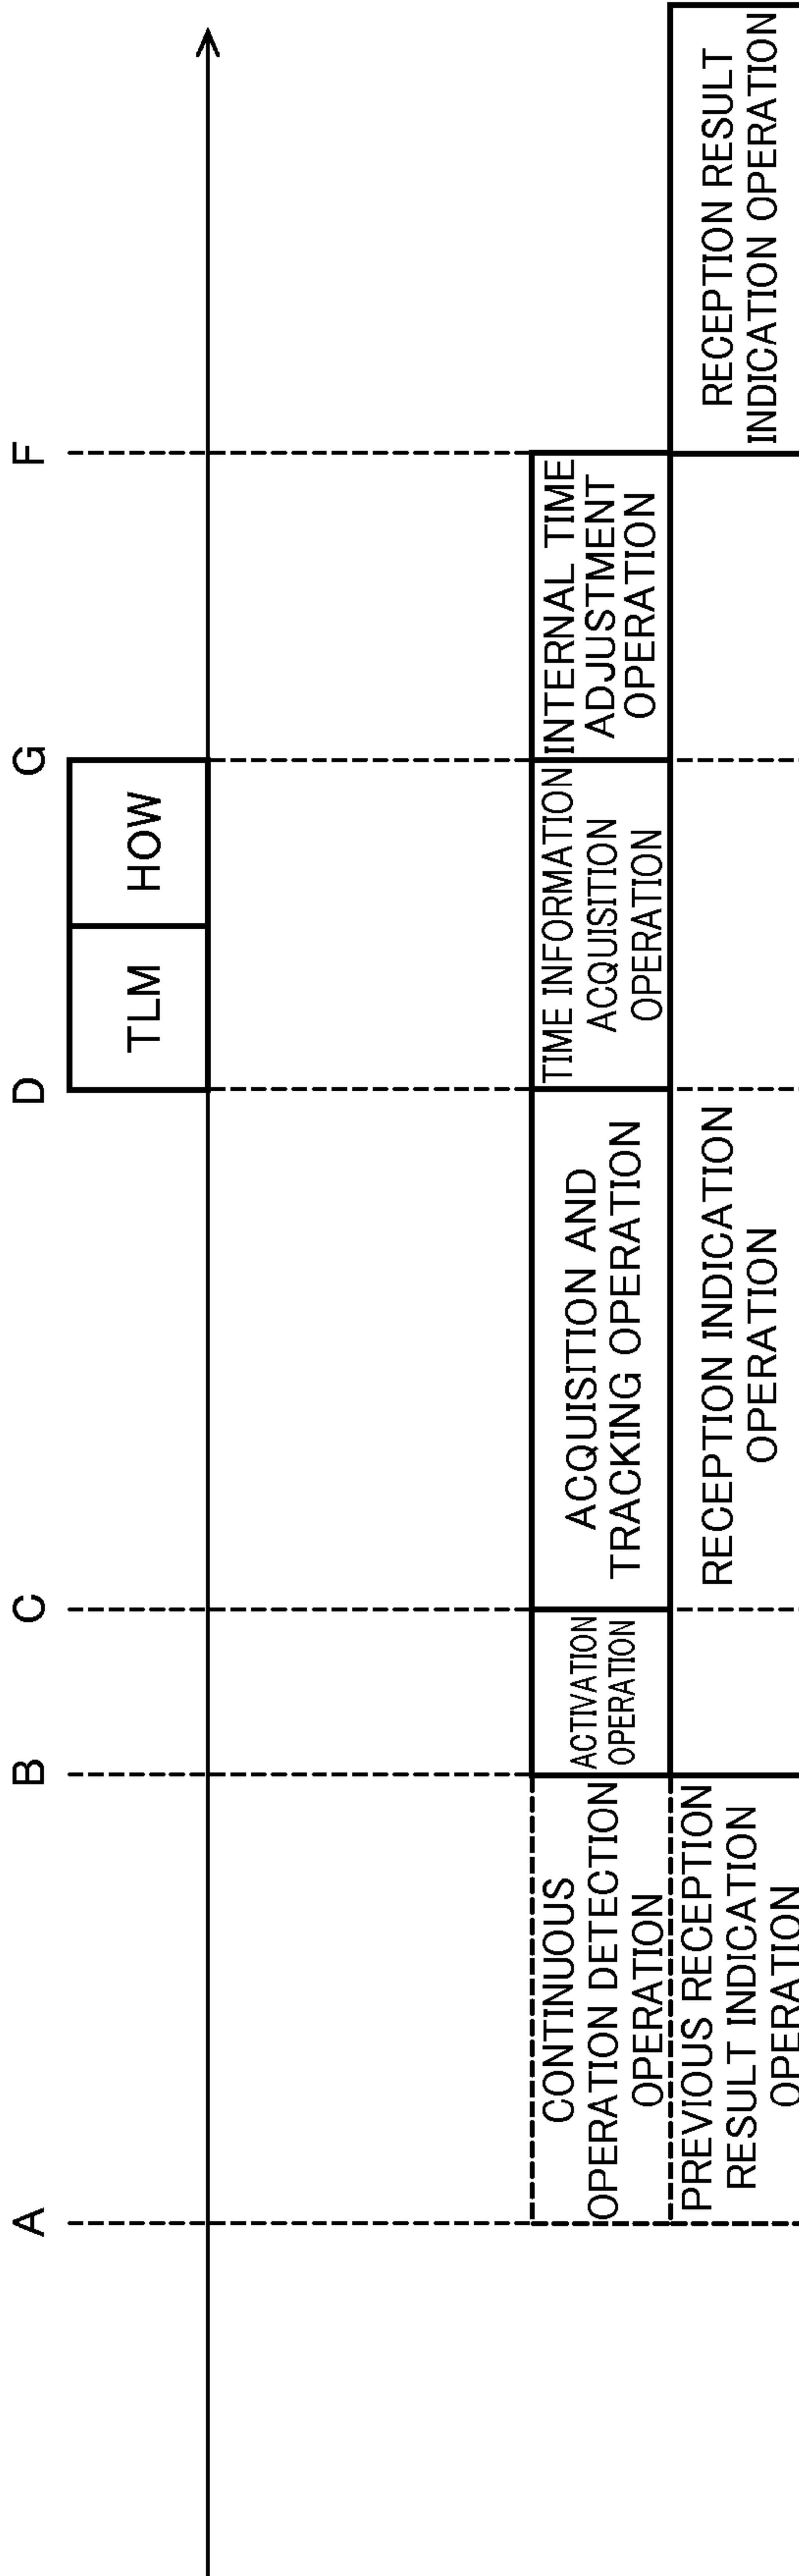 A
B
C
D
G
F
TLM
HOW
CONTINUOUS
OPERATION DETECTION
OPERATION
ACTIVATION
OPERATION
ACQUISITION AND
TRACKING OPERATION
TIME INFORMATION
ACQUISITION
OPERATION
INTERNAL TIME
ADJUSTMENT
OPERATION
PREVIOUS RECEPTION
RESULT INDICATION
OPERATION
RECEPTION INDICATION
OPERATION
RECEPTION RESULT
INDICATION OPERATION